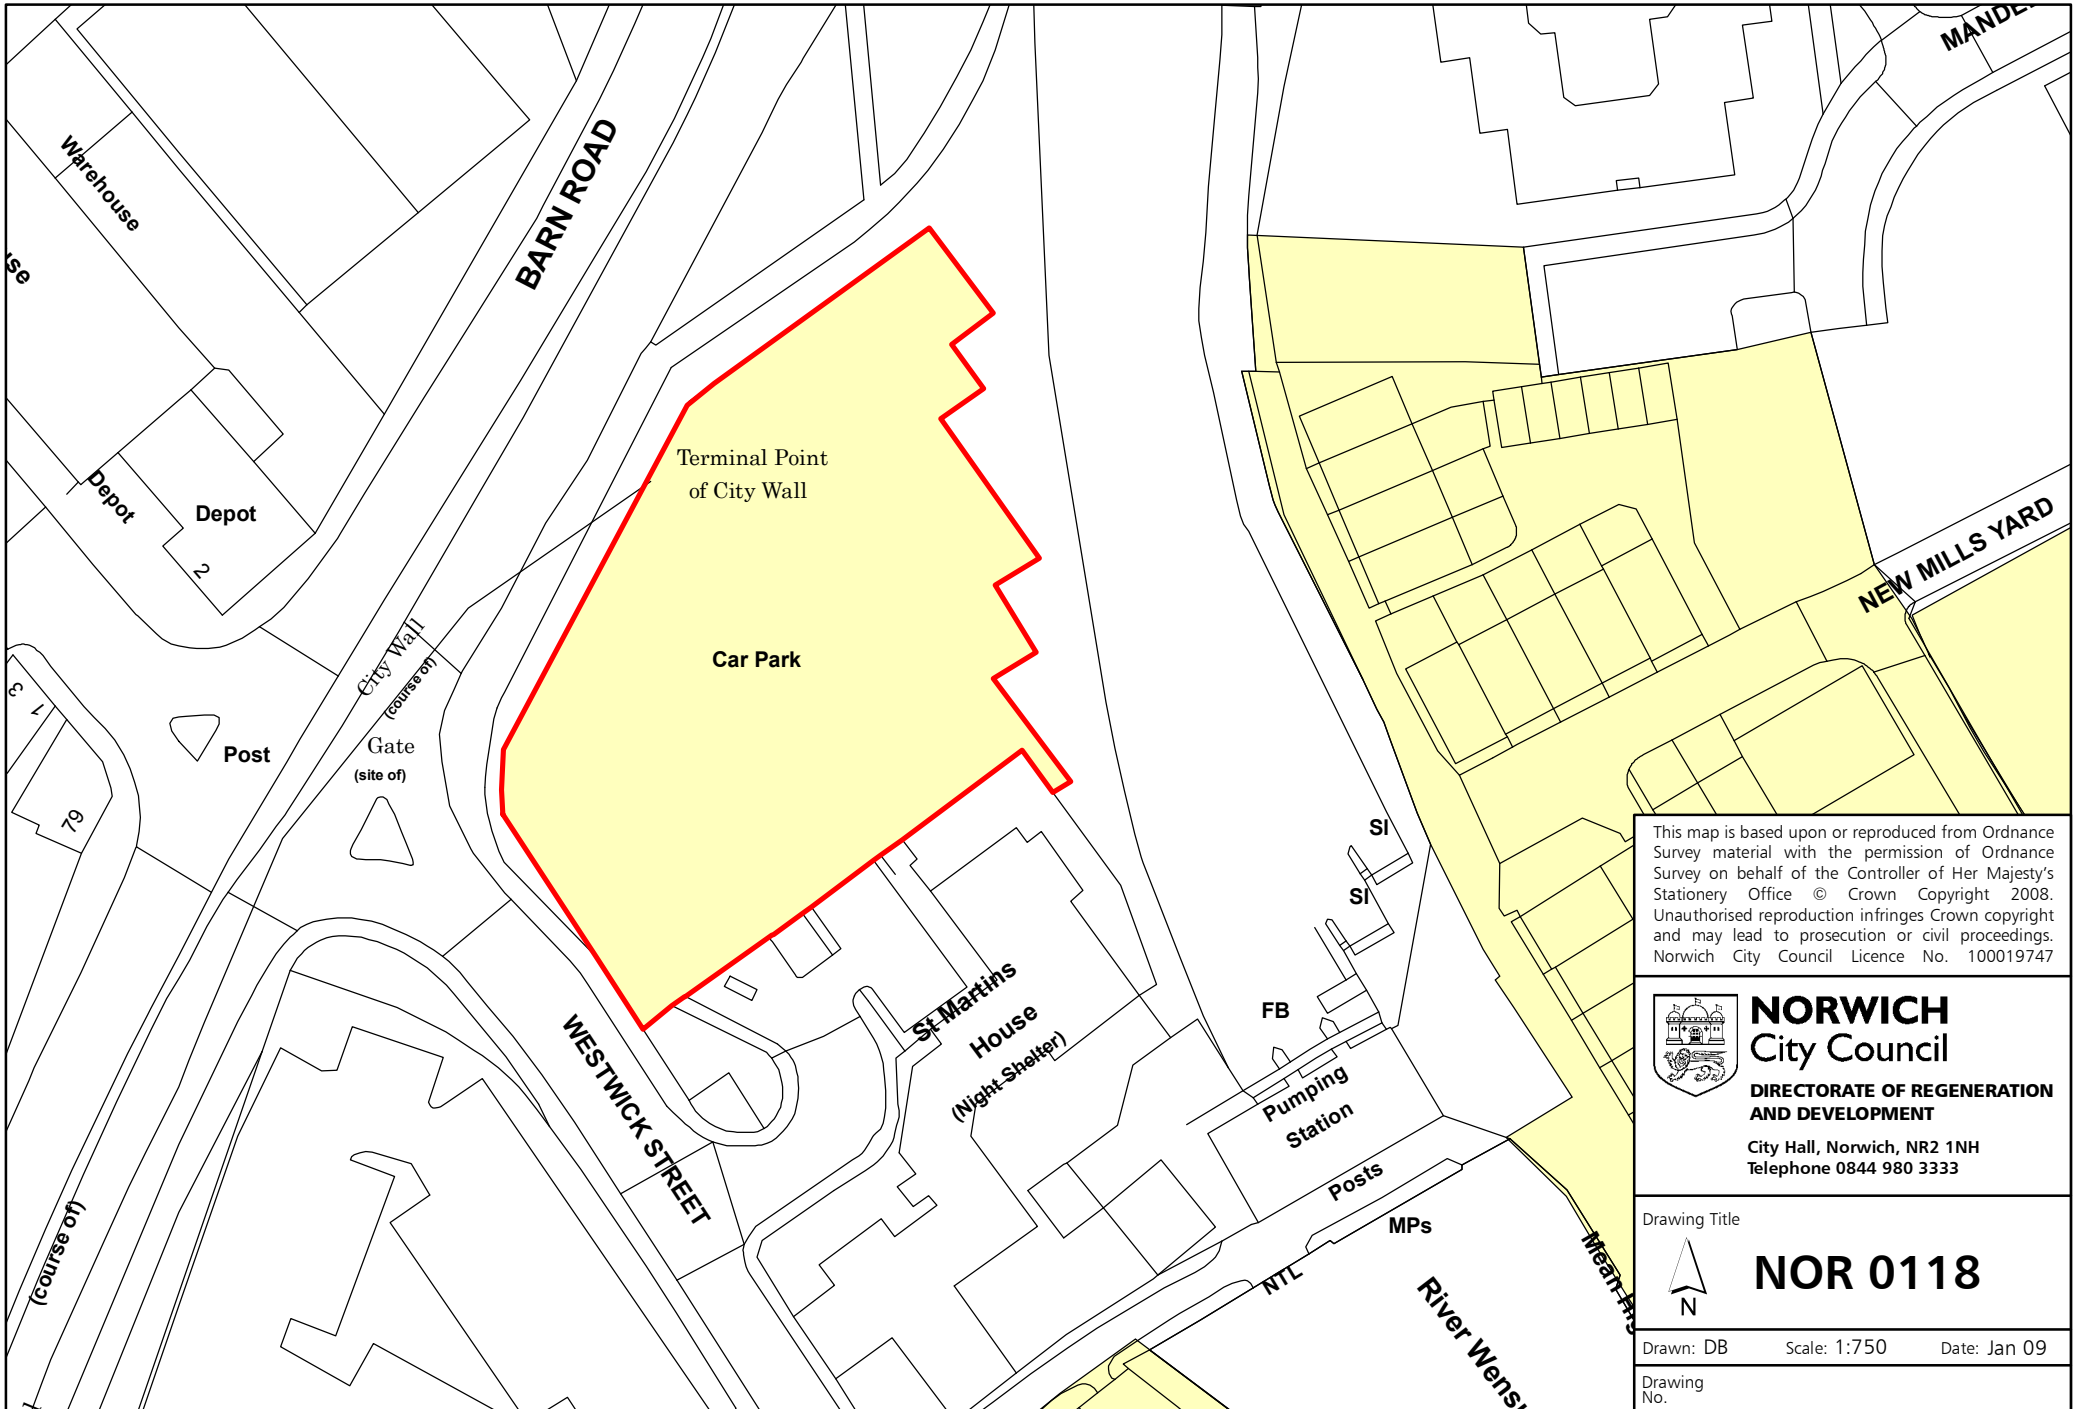 MANDE
BARN ROAD
Warehouse
Terminal Point
of City Wall
Depot
Depot
2
NEW MILLS YARD
City Wall
(course of)
Car Park
3
1
Post
Gate
(site of)
79
SI
SI
FB
St Martins
House
(Night Shelter)
WESTWICK STREET
Pumping
Station
Posts
MPs
NTL
River Wens
Mean Hig
(course of)
This map is based upon or reproduced from Ordnance
Survey material with the permission of Ordnance
Survey on behalf of the Controller of Her Majesty's
Stationery Office © Crown Copyright 2008.
Unauthorised reproduction infringes Crown copyright
and may lead to prosecution or civil proceedings.
Norwich City Council Licence No. 100019747
NORWICH
City Council
DIRECTORATE OF REGENERATION
AND DEVELOPMENT
City Hall, Norwich, NR2 1NH
Telephone 0844 980 3333
Drawing Title
N
NOR 0118
Drawn: DB Scale: 1:750 Date: Jan 09
Drawing
No.